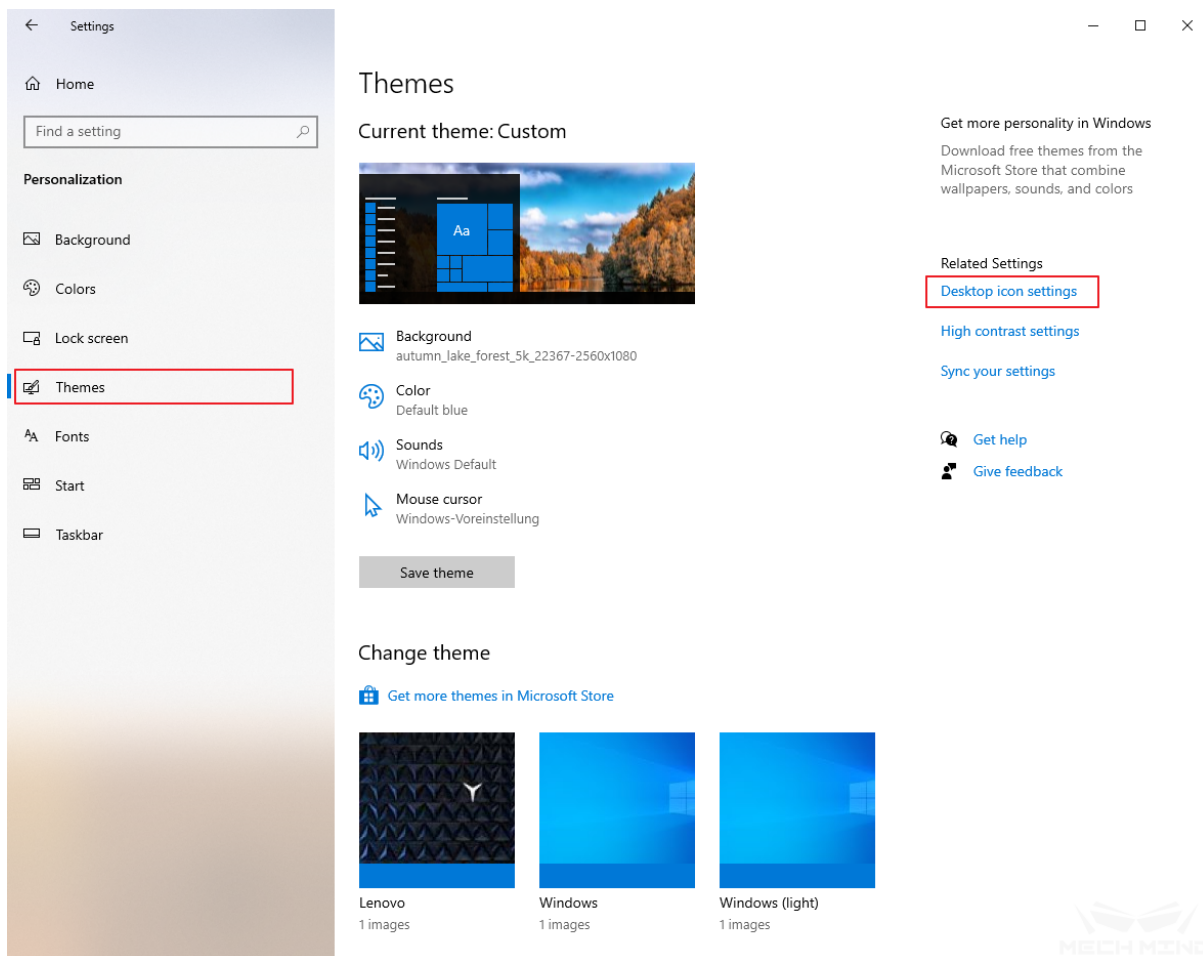 Settings
Home
Find a setting
Personalization
Background
Colors
Lock screen
Themes
Fonts
Start
Taskbar
Themes
Current theme: Custom
Aa
Background
autumn_lake_forest_5k_22367-2560x1080
Color
Default blue
Sounds
Windows Default
Mouse cursor
Windows-Voreinstellung
Save theme
Change theme
Get more themes in Microsoft Store
Lenovo
1 images
Windows
1 images
Windows (light)
1 images
Get more personality in Windows
Download free themes from the
Microsoft Store that combine
wallpapers, sounds, and colors
Related Settings
Desktop icon settings
High contrast settings
Sync your settings
Get help
Give feedback
MECH MIND